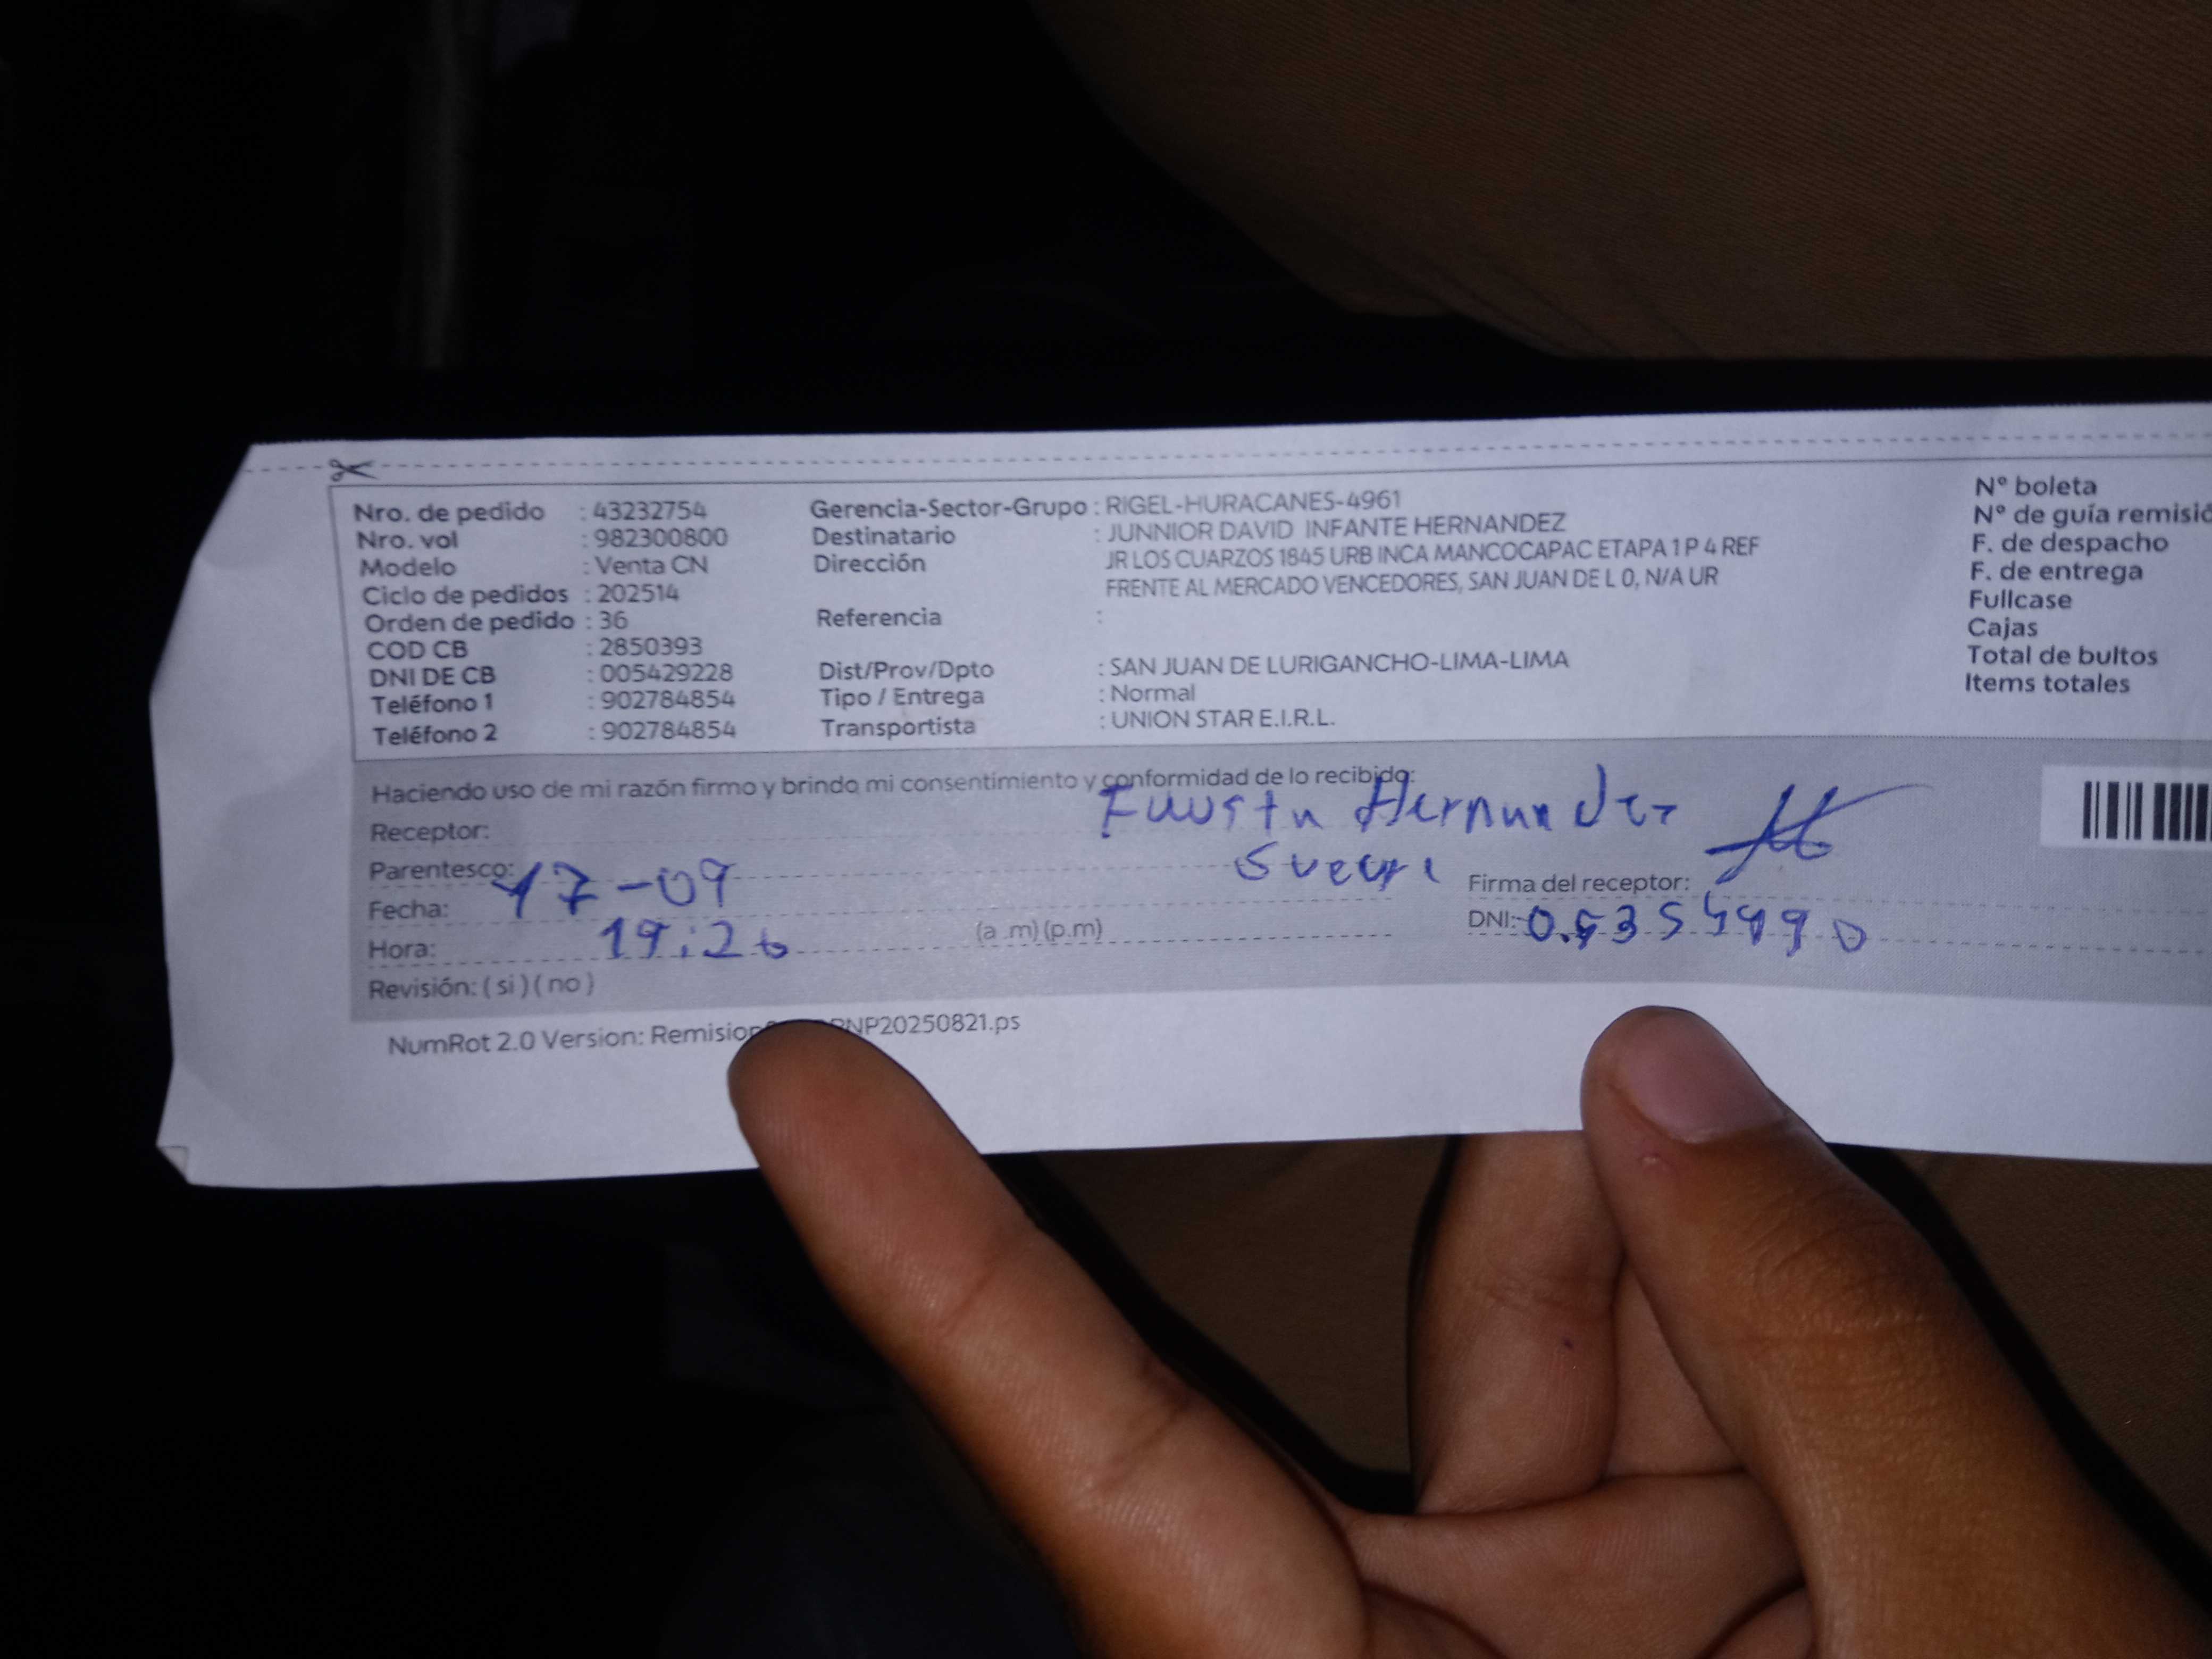 Nro. de pedido : 43232754
Nro. vol : 982300800
Modelo : Venta CN
Ciclo de pedidos : 202514
Orden de pedido : 36
COD CB : 2850393
DNI DE CB : 005429228
Teléfono 1 : 902784854
Teléfono 2 : 902784854
Gerencia-Sector-Grupo : RIGEL-HURACANES-4961
Destinatario : JUNNIOR DAVID INFANTE HERNANDEZ
Dirección JR LOS CUARZOS 1845 URB INCA MANCOCAPAC ETAPA 1 P 4 REF
FRENTE AL MERCADO VENCEDORES, SAN JUAN DE L 0, N/A UR
Referencia :
Dist/Prov/Dpto : SAN JUAN DE LURIGANCHO-LIMA-LIMA
Tipo / Entrega : Normal
Transportista : UNION STAR E.I.R.L.
N° boleta
N° de guía remisió
F. de despacho
F. de entrega
Fullcase
Cajas
Total de bultos
Items totales
Haciendo uso de mi razón firmo y brindo mi consentimiento y conformidad de lo recibido:
Receptor: Hernandez
Parentesco:
Fecha: 17-09
Hora: 19:26 (a .m) (p.m)
Revisión: ( si ) ( no )
Firma del receptor:
DNI:
NumRot 2.0 Version: NP20250821.ps